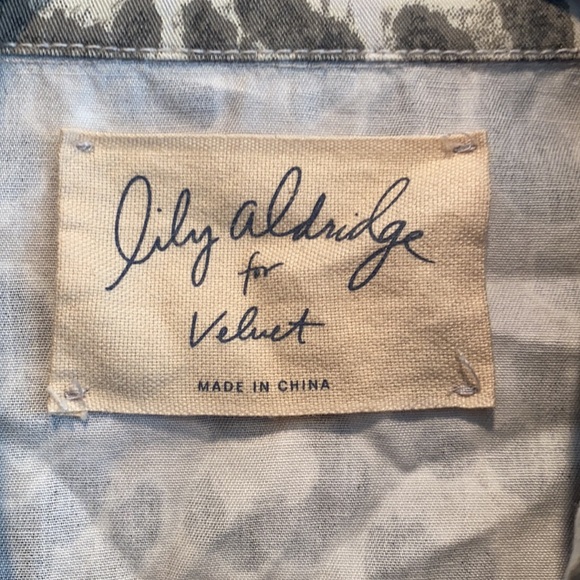 lily aldridge
for
Velvet
MADE IN CHINA